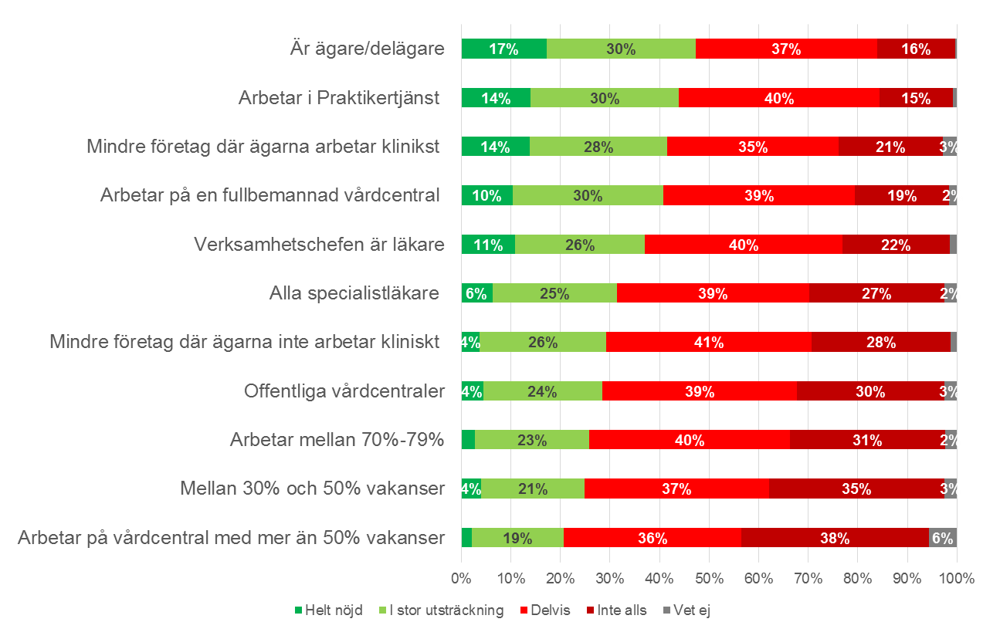 Är ägare/delägare 17% 30% 37% 16%
Arbetar i Praktikertjänst 14% 30% 40% 15%
Mindre företag där ägarna arbetar klinikst 14% 28% 35% 21% 3%
Arbetar på en fullbemannad vårdcentral 10% 30% 39% 19% 2%
Verksamhetschefen är läkare 11% 26% 40% 22%
Alla specialistläkare 6% 25% 39% 27% 2%
Mindre företag där ägarna inte arbetar kliniskt 4% 26% 41% 28%
Offentliga vårdcentraler 4% 24% 39% 30% 3%
Arbetar mellan 70%-79% 23% 40% 31% 2%
Mellan 30% och 50% vakanser 4% 21% 37% 35% 3%
Arbetar på vårdcentral med mer än 50% vakanser 19% 36% 38% 6%
0% 10% 20% 30% 40% 50% 60% 70% 80% 90% 100%
Helt nöjd I stor utsträckning Delvis Inte alls Vet ej